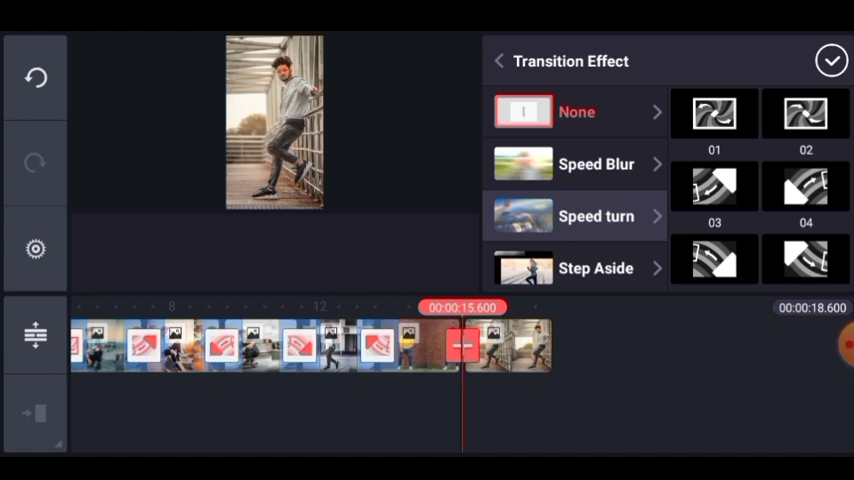 Transition Effect
None
Speed Blur
Speed turn
Step Aside
01
02
03
04
8
12
00:00:15.600
00:00:18.600